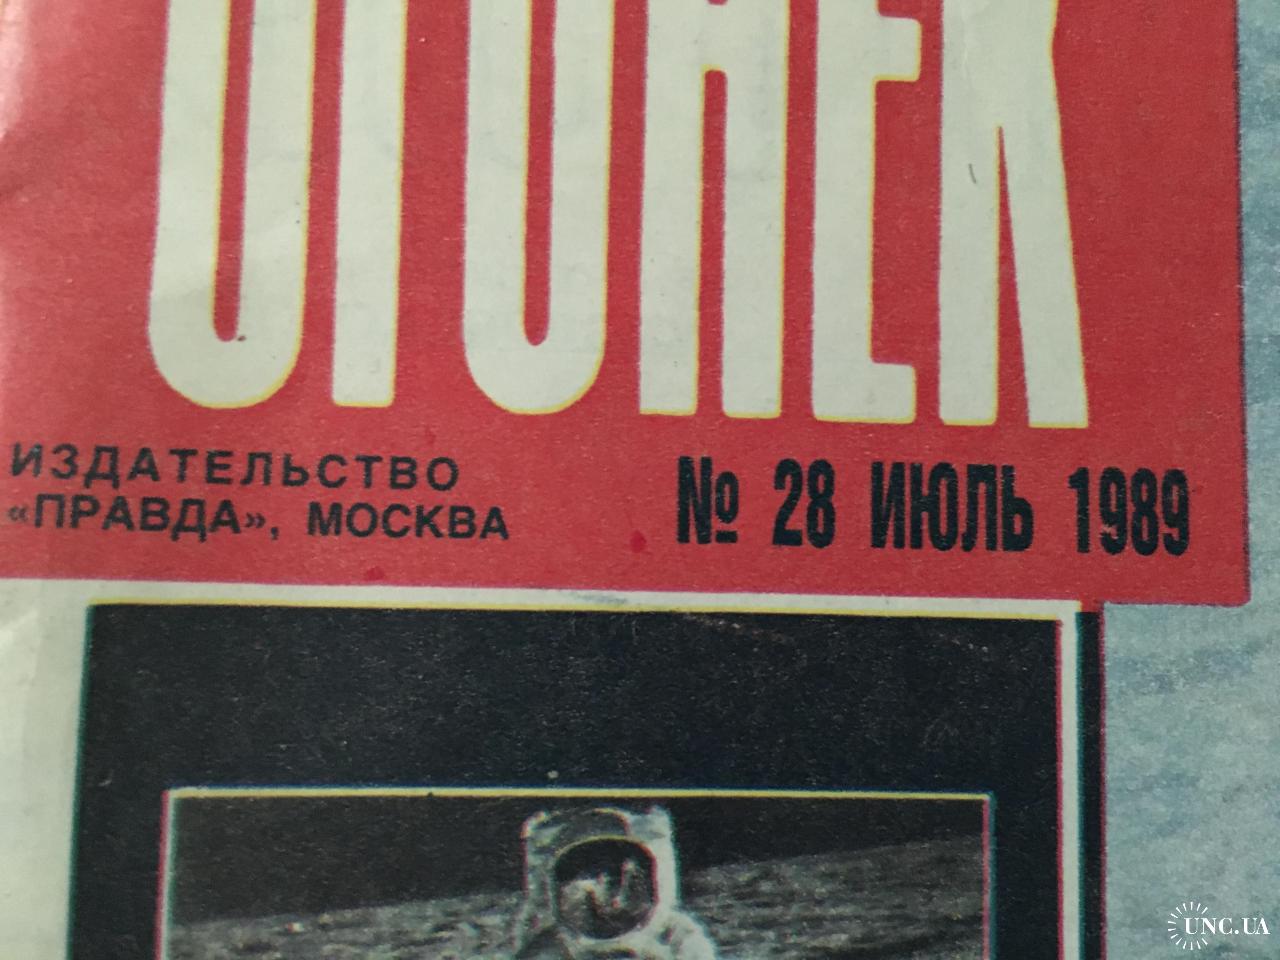 ОГОНЕК
ИЗДАТЕЛЬСТВО
«ПРАВДА», МОСКВА
№ 28 ИЮЛЬ 1989
UNC.UA